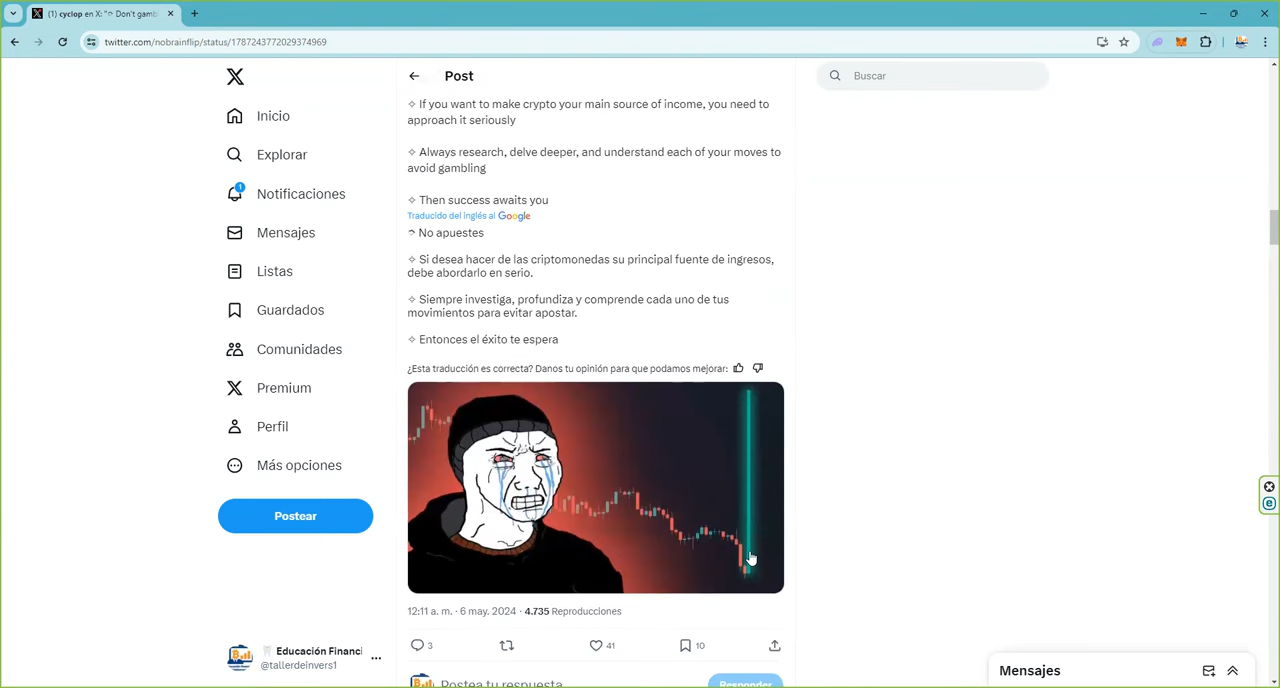 (1) cyclop en X: "⌔ Don't gamb
twitter.com/nobrainflip/status/1787243772029374969
Post
Buscar
Inicio
Explorar
1
Notificaciones
Mensajes
Listas
Guardados
Comunidades
Premium
Perfil
Más opciones
Postear
✧ If you want to make crypto your main source of income, you need to
approach it seriously
✧ Always research, delve deeper, and understand each of your moves to
avoid gambling
✧ Then success awaits you
Traducido del inglés al Google
No apuestes
✧ Si desea hacer de las criptomonedas su principal fuente de ingresos,
debe abordarlo en serio.
✧ Siempre investiga, profundiza y comprende cada uno de tus
movimientos para evitar apostar.
✧ Entonces el éxito te espera
¿Esta traducción es correcta? Danos tu opinión para que podamos mejorar:
12:11 a. m. · 6 may. 2024 · 4.735 Reproducciones
3
41
10
Postea tu respuesta
Responder
Educación Financi
@tallerdeinvers1
Mensajes